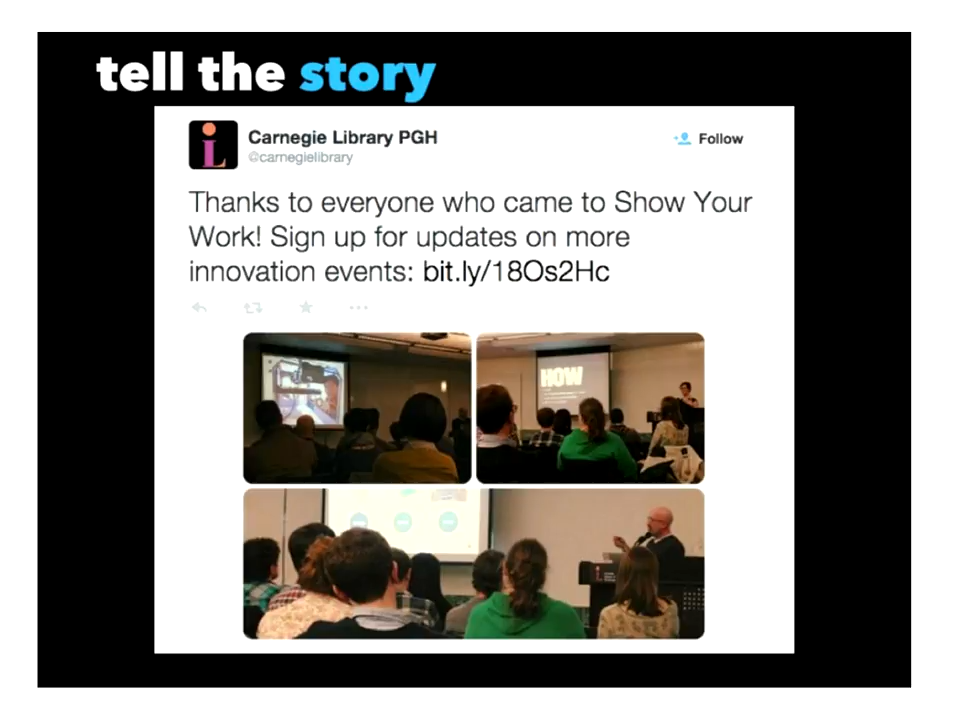 tell the story
Carnegie Library PGH
@carnegielibrary
Follow
Thanks to everyone who came to Show Your
Work! Sign up for updates on more
innovation events: bit.ly/18Os2Hc
HOW